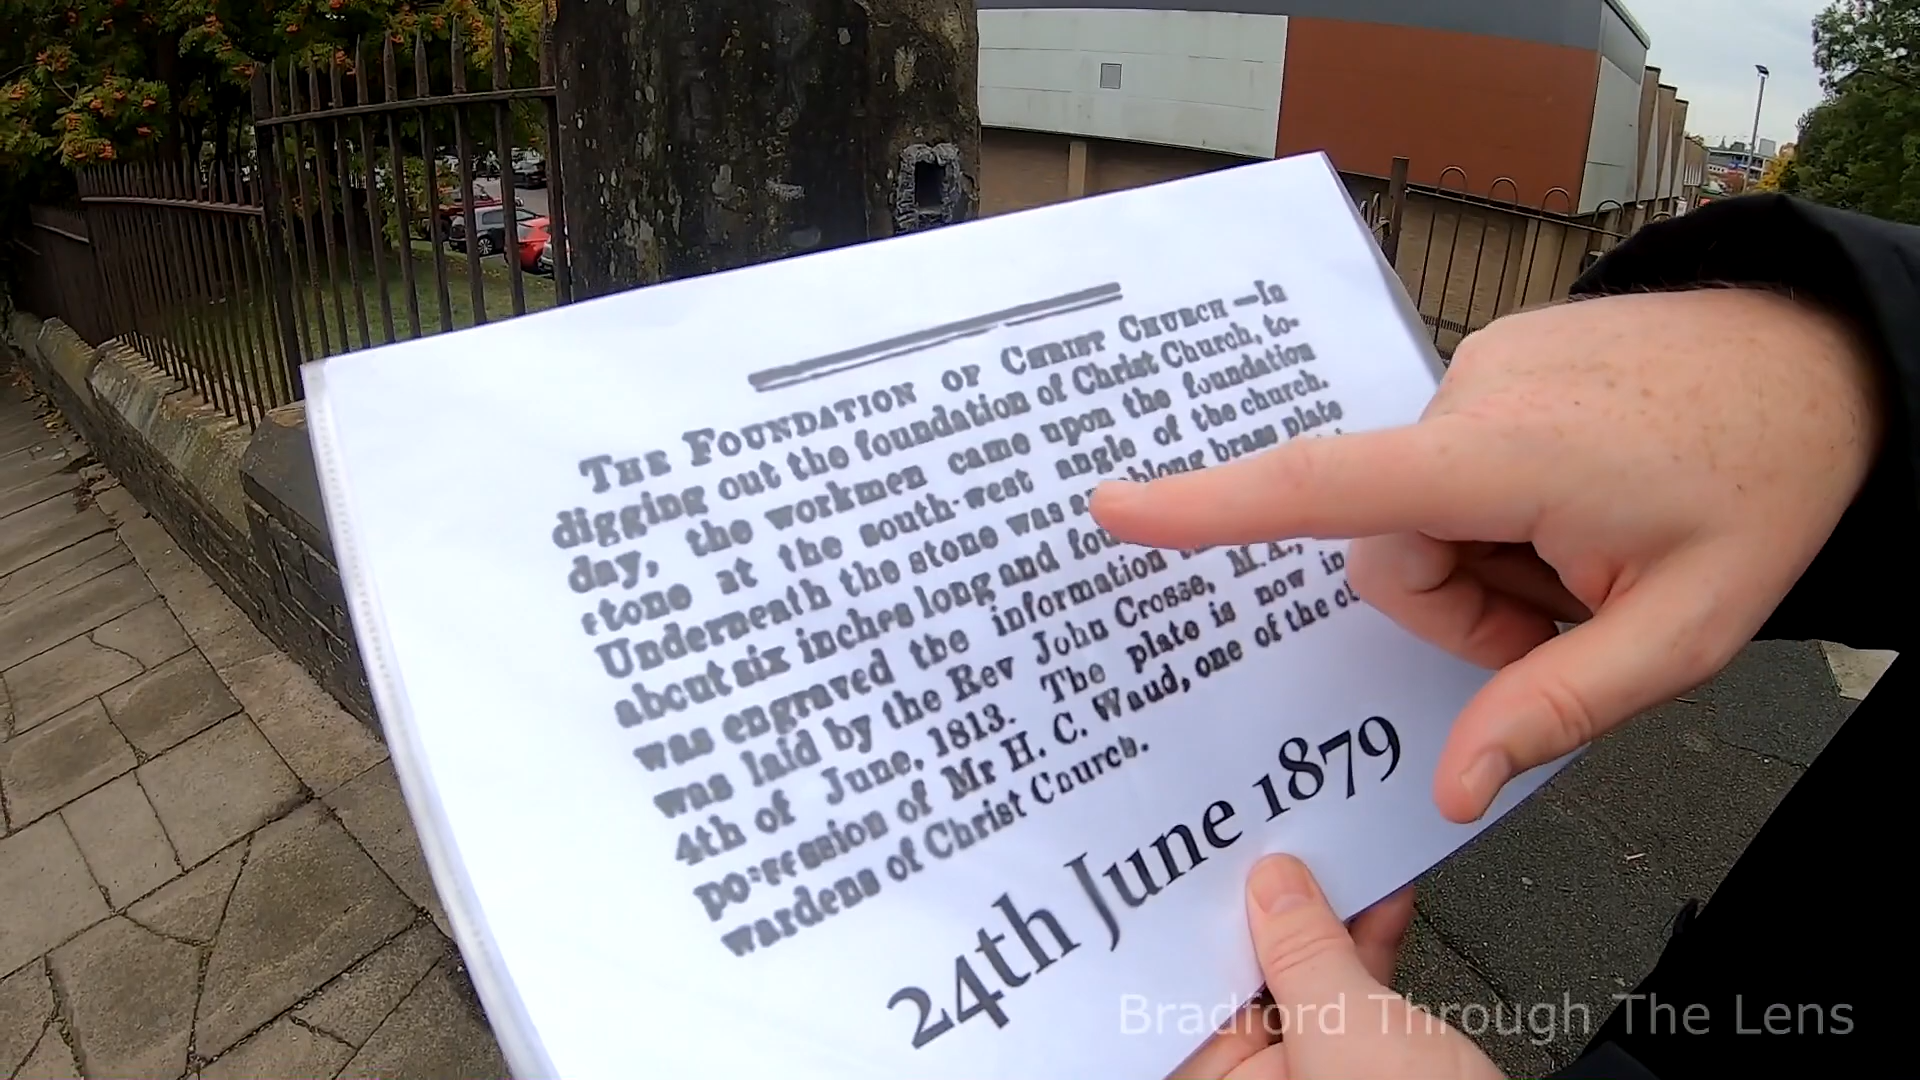 THE FOUNDATION OF CHRIST CHURCH —In
digging out the foundation of Christ Church, to-
day, the workmen came upon the foundation
stone at the south-west angle of the church.
Underneath the stone was an oblong brass plate
about six inches long and
was engraved the information
was laid by the Rev John Crosse, M.A.,
4th of June, 1813. The plate is now in
possession of Mr H. C. Waud, one of the
wardens of Christ Church.
24th June 1879
Bradford Through The Lens